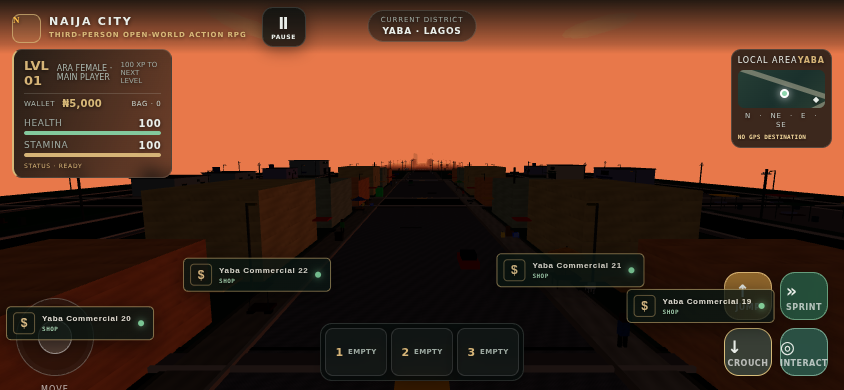 N
NAIJA CITY
THIRD-PERSON OPEN-WORLD ACTION RPG
PAUSE
CURRENT DISTRICT
YABA · LAGOS
LVL 01
ARA FEMALE · MAIN PLAYER
100 XP TO NEXT LEVEL
WALLET ₦5,000
BAG · 0
HEALTH 100
STAMINA 100
STATUS · READY
LOCAL AREA YABA
N · NE · E · SE
NO GPS DESTINATION
$ Yaba Commercial 22
SHOP
$ Yaba Commercial 21
SHOP
$ Yaba Commercial 20
SHOP
$ Yaba Commercial 19
SHOP
JUMP
» SPRINT
CROUCH
INTERACT
1 EMPTY
2 EMPTY
3 EMPTY
MOVE